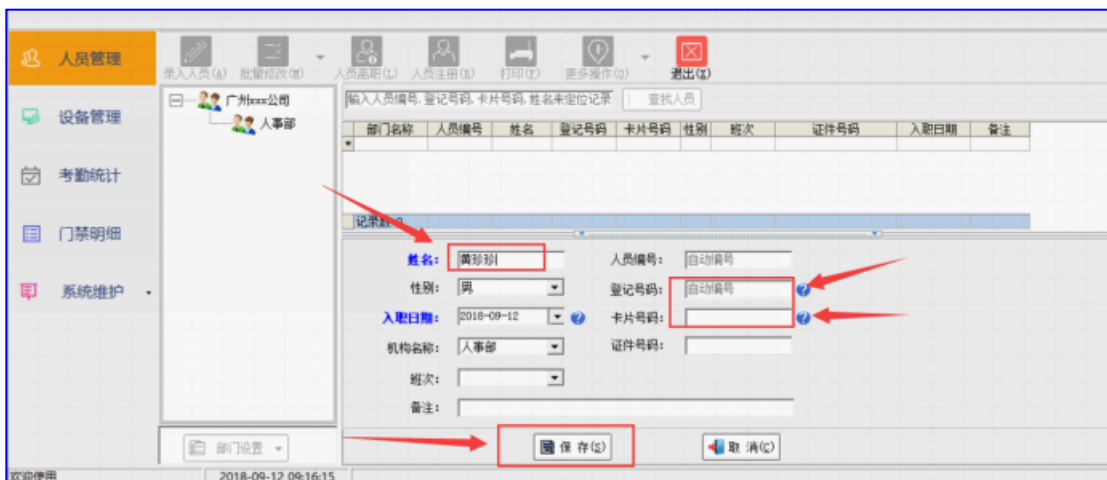 人员管理
设备管理
考勤统计
门禁明细
系统维护
录入人员(A) 批量修改(M) 人员离职(L) 人员注册(B) 打印(P) 更多操作(O) 退出(X)
广州xxx公司
人事部
输入人员编号,登记号码,卡片号码,姓名来定位记录 查找人员
部门名称 人员编号 姓名 登记号码 卡片号码 性别 班次 证件号码 入职日期 备注
记录数:0
姓名: 黄珍珍 人员编号: 自动编号
性别: 男 登记号码: 自动编号
入职日期: 2018-09-12 卡片号码:
机构名称: 人事部 证件号码:
班次:
备注:
部门设置 保 存(S) 取 消(C)
欢迎使用 2018-09-12 09:16:15